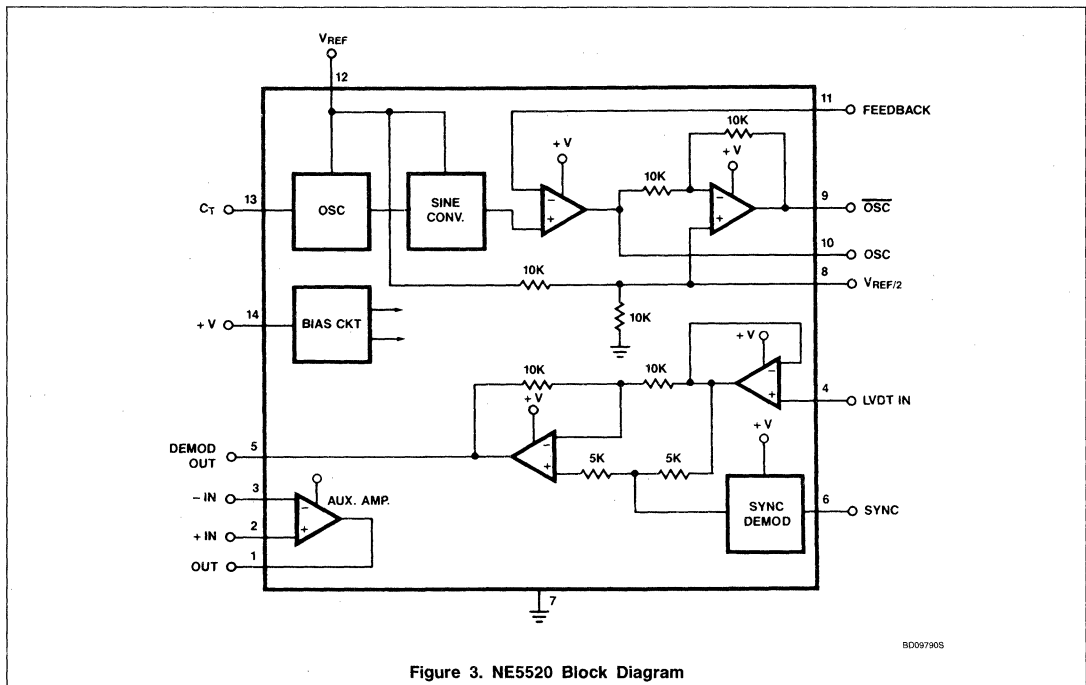 VREF
12
11
FEEDBACK
10K
+ V
+ V
10K
CT
13
OSC
SINE
CONV.
−
+
−
+
9
OSC
10
OSC
8
VREF/2
10K
10K
+ V
14
BIAS CKT
+ V
10K
10K
−
+
4
LVDT IN
+ V
+ V
DEMOD
OUT
5
−
+
5K
5K
− IN
3
AUX. AMP.
−
+
SYNC
DEMOD
6
SYNC
+ IN
2
OUT
1
7
BD09790S
Figure 3. NE5520 Block Diagram